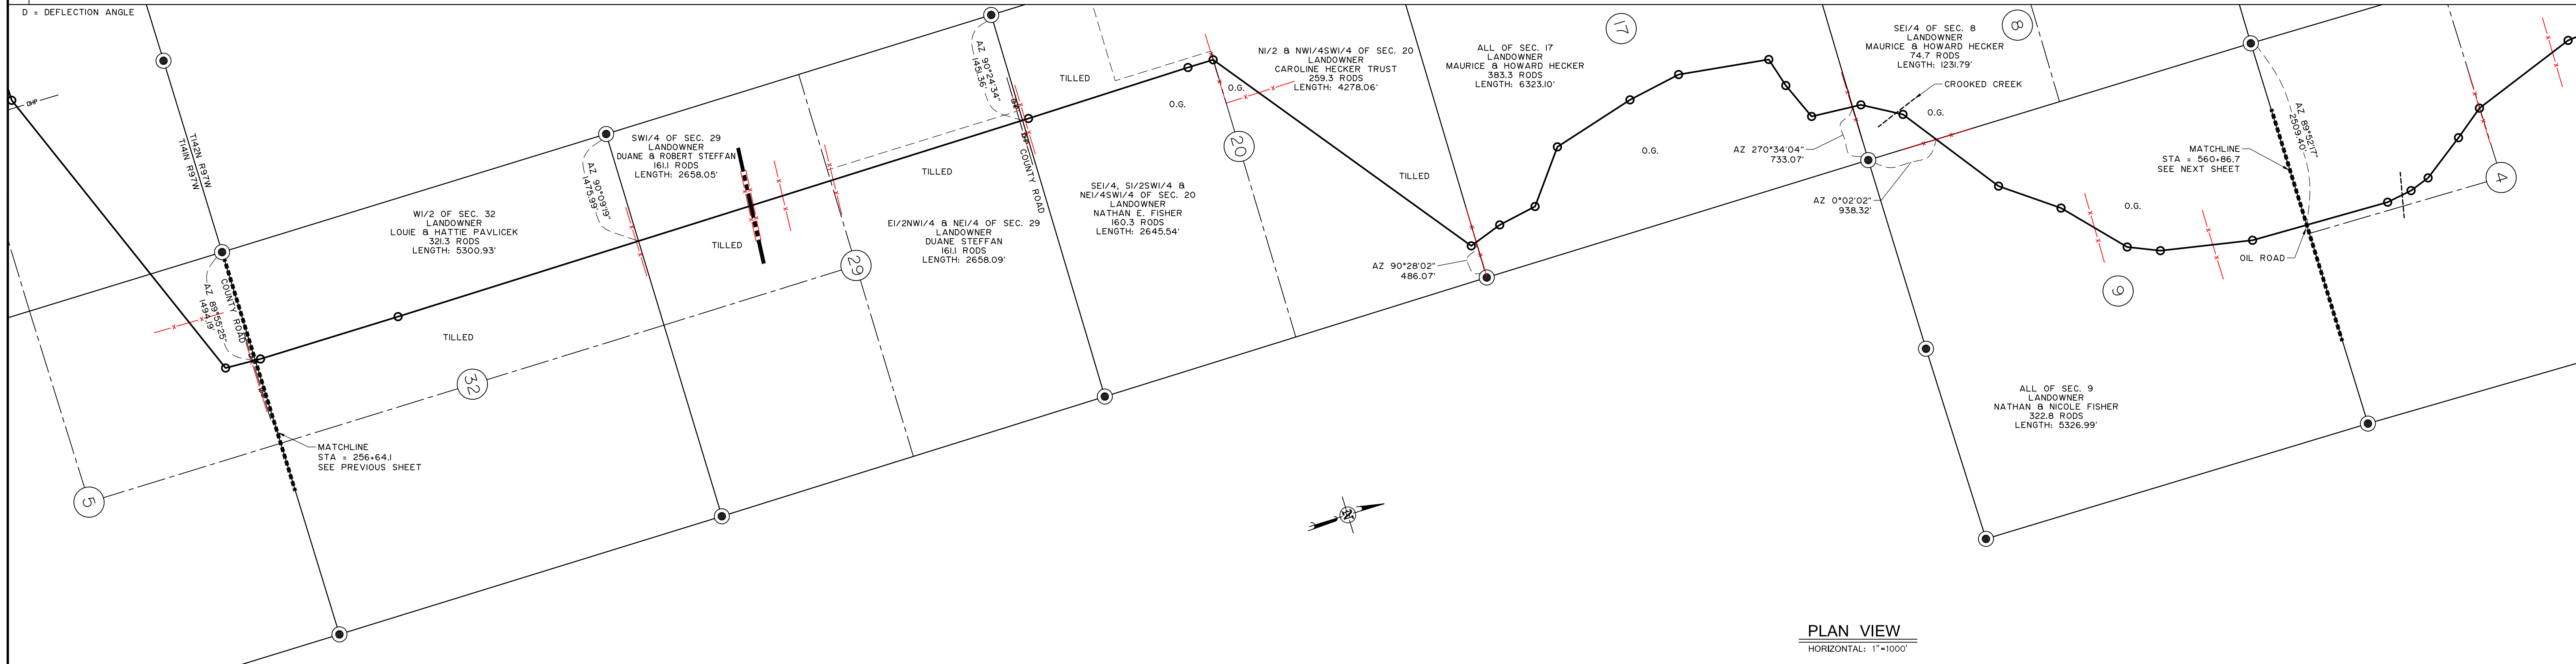 D = DEFLECTION ANGLE
OHP
T142N R97W
T141N R97W
COUNTY ROAD
AZ 89°55'25"
1494.19'
W1/2 OF SEC. 32
LANDOWNER
LOUIE & HATTIE PAVLICEK
321.3 RODS
LENGTH: 5300.93'
TILLED
32
5
MATCHLINE
STA = 256+64.1
SEE PREVIOUS SHEET
AZ 90°09'19"
1475.99'
SW1/4 OF SEC. 29
LANDOWNER
DUANE & ROBERT STEFFAN
161.1 RODS
LENGTH: 2658.05'
TILLED
29
E1/2NW1/4 & NE1/4 OF SEC. 29
LANDOWNER
DUANE STEFFAN
161.1 RODS
LENGTH: 2658.09'
TILLED
AZ 90°24'34"
1451.36'
COUNTY ROAD
TILLED
O.G.
SE1/4, S1/2SW1/4 &
NE1/4SW1/4 OF SEC. 20
LANDOWNER
NATHAN E. FISHER
160.3 RODS
LENGTH: 2645.54'
O.G.
20
N1/2 & NW1/4SW1/4 OF SEC. 20
LANDOWNER
CAROLINE HECKER TRUST
259.3 RODS
LENGTH: 4278.06'
TILLED
AZ 90°28'02"
486.07'
ALL OF SEC. 17
LANDOWNER
MAURICE & HOWARD HECKER
383.3 RODS
LENGTH: 6323.10'
17
O.G.
AZ 270°34'04"
733.07'
SE1/4 OF SEC. 8
LANDOWNER
MAURICE & HOWARD HECKER
74.7 RODS
LENGTH: 1231.79'
8
CROOKED CREEK
O.G.
AZ 0°02'02"
938.32'
O.G.
9
ALL OF SEC. 9
LANDOWNER
NATHAN & NICOLE FISHER
322.8 RODS
LENGTH: 5326.99'
MATCHLINE
STA = 560+86.7
SEE NEXT SHEET
AZ 89°52'17"
2509.40'
OIL ROAD
4
N
PLAN VIEW
HORIZONTAL: 1"=1000'